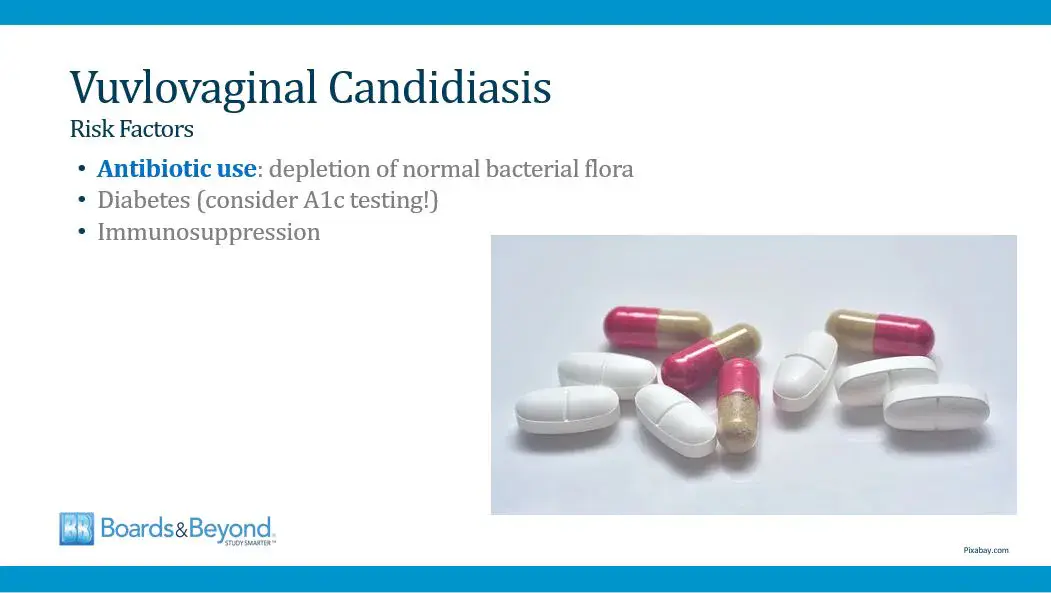 Vuvlovaginal Candidiasis
Risk Factors
• Antibiotic use: depletion of normal bacterial flora
• Diabetes (consider A1c testing!)
• Immunosuppression
BB Boards&Beyond®
STUDY SMARTER™
Pixabay.com